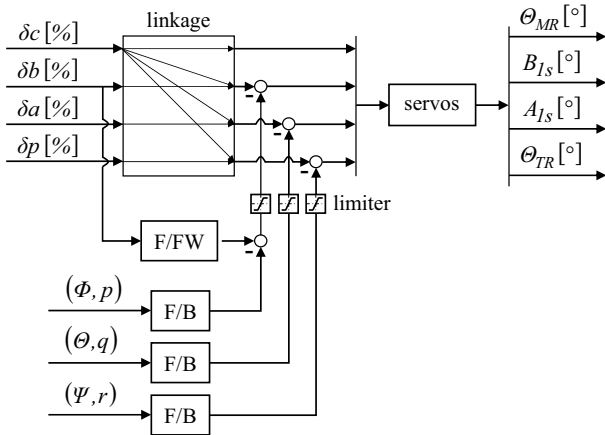 linkage
δc [%]
δb [%]
δa [%]
δp [%]
servos
Θ_MR [°]
B_1s [°]
A_1s [°]
Θ_TR [°]
limiter
F/FW
(Φ, p)
F/B
(Θ, q)
F/B
(Ψ, r)
F/B